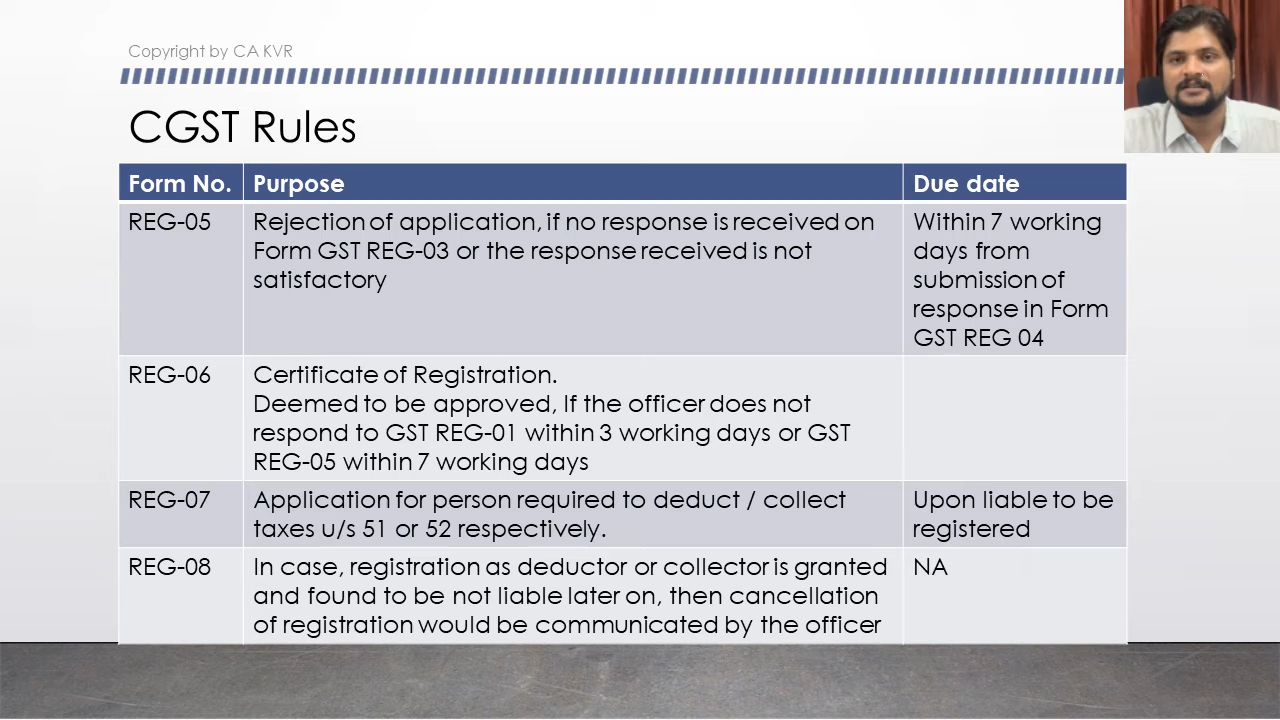 Copyright by CA KVR
CGST Rules
Form No. Purpose Due date
REG-05
Rejection of application, if no response is received on
Form GST REG-03 or the response received is not
satisfactory
Within 7 working
days from
submission of
response in Form
GST REG 04
REG-06
Certificate of Registration.
Deemed to be approved, If the officer does not
respond to GST REG-01 within 3 working days or GST
REG-05 within 7 working days
REG-07
Application for person required to deduct / collect
taxes u/s 51 or 52 respectively.
Upon liable to be
registered
REG-08
In case, registration as deductor or collector is granted
and found to be not liable later on, then cancellation
of registration would be communicated by the officer
NA